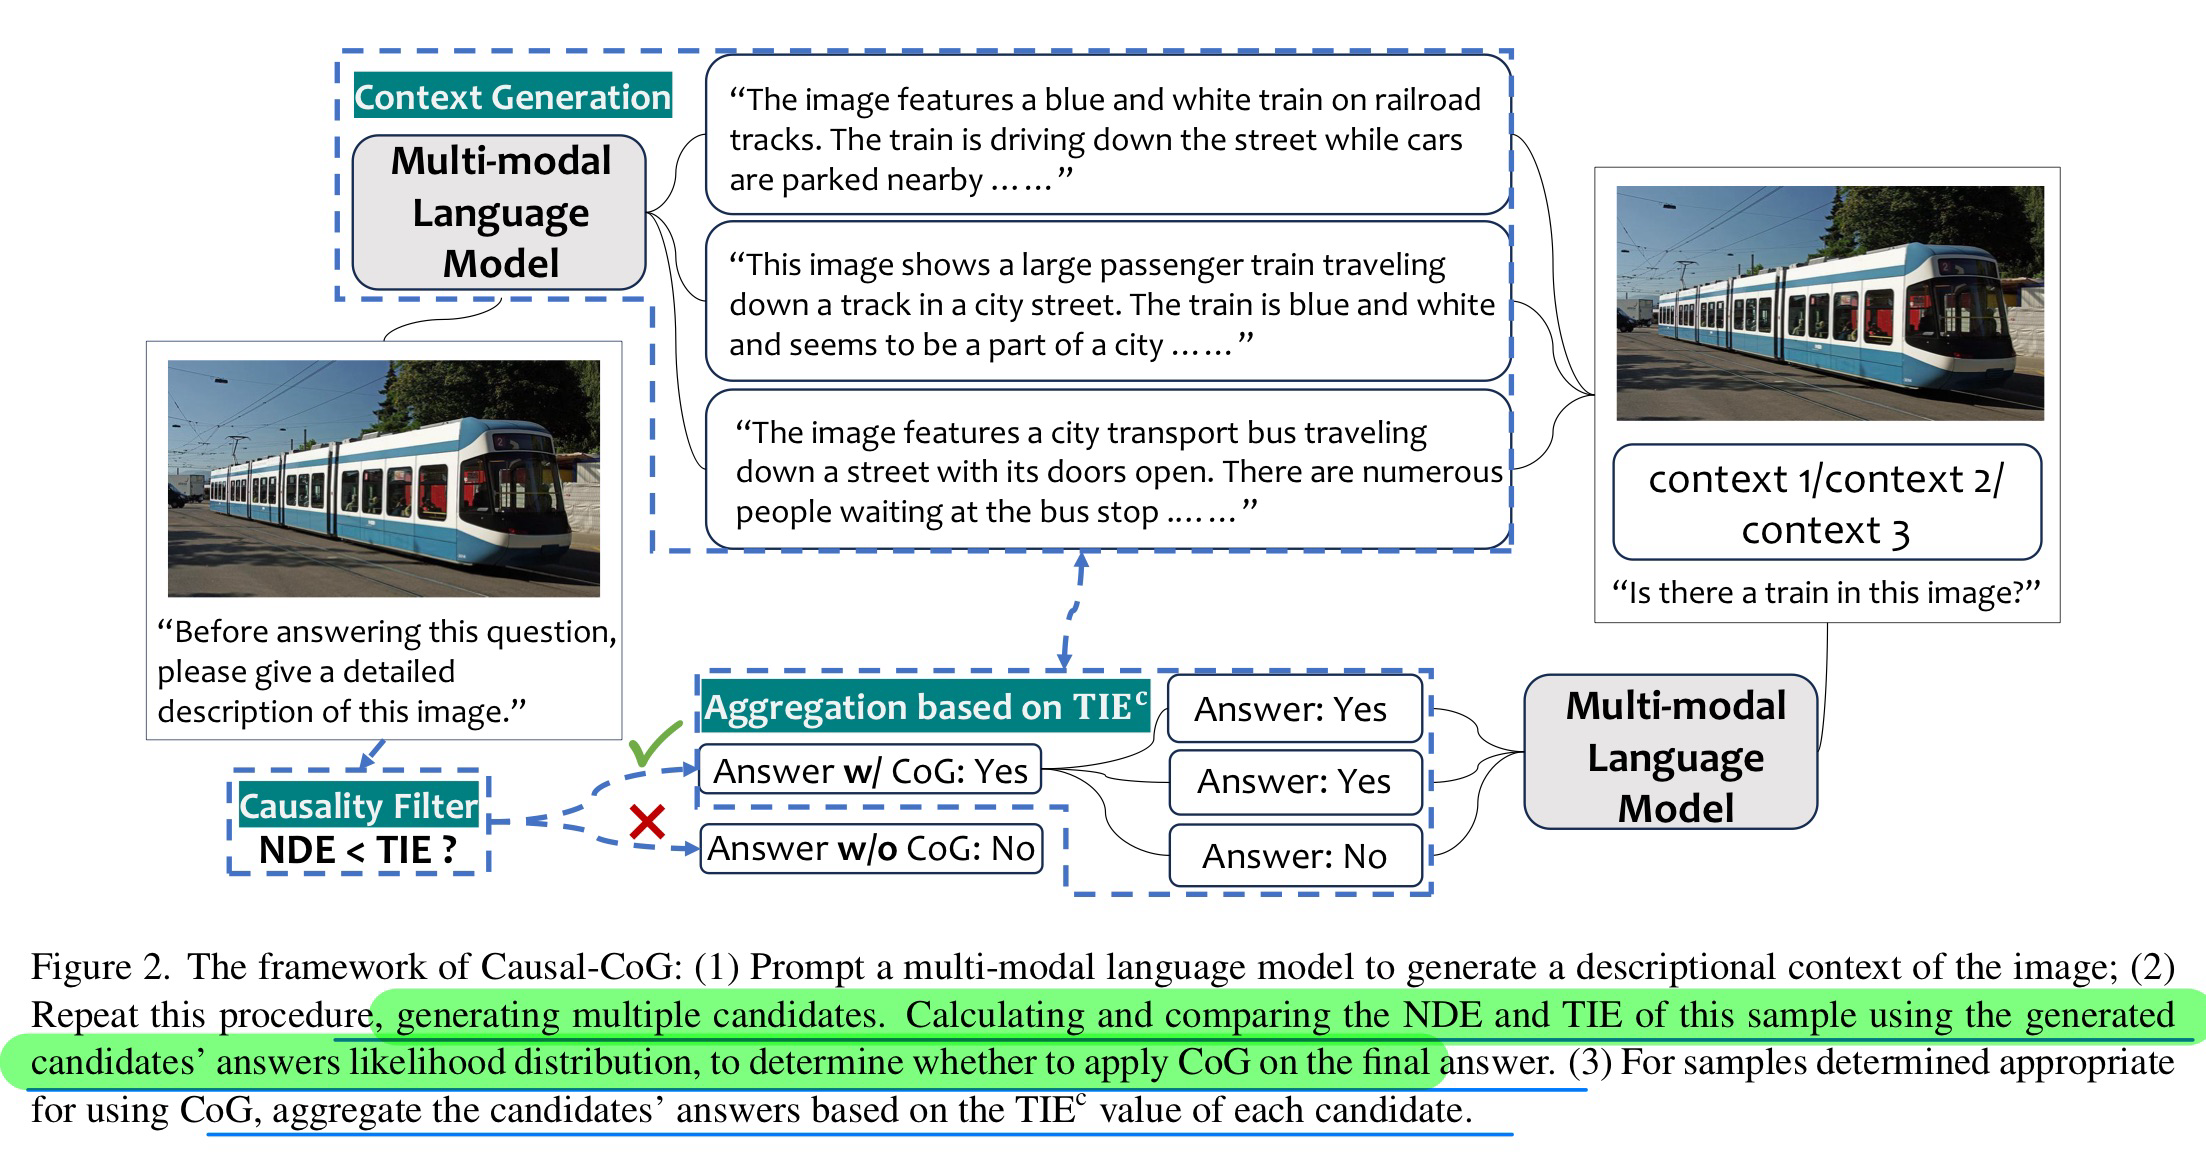 Context Generation
Multi-modal
Language
Model
“The image features a blue and white train on railroad
tracks. The train is driving down the street while cars
are parked nearby ……”
“This image shows a large passenger train traveling
down a track in a city street. The train is blue and white
and seems to be a part of a city ……”
“The image features a city transport bus traveling
down a street with its doors open. There are numerous
people waiting at the bus stop .……”
2
context 1/context 2/
context 3
“Is there a train in this image?”
2
“Before answering this question,
please give a detailed
description of this image.”
Causality Filter
NDE < TIE ?
Aggregation based on TIEᶜ
Answer w/ CoG: Yes
Answer w/o CoG: No
Answer: Yes
Answer: Yes
Answer: No
Multi-modal
Language
Model
Figure 2. The framework of Causal-CoG: (1) Prompt a multi-modal language model to generate a descriptional context of the image; (2)
Repeat this procedure, generating multiple candidates. Calculating and comparing the NDE and TIE of this sample using the generated
candidates’ answers likelihood distribution, to determine whether to apply CoG on the final answer. (3) For samples determined appropriate
for using CoG, aggregate the candidates’ answers based on the TIEᶜ value of each candidate.